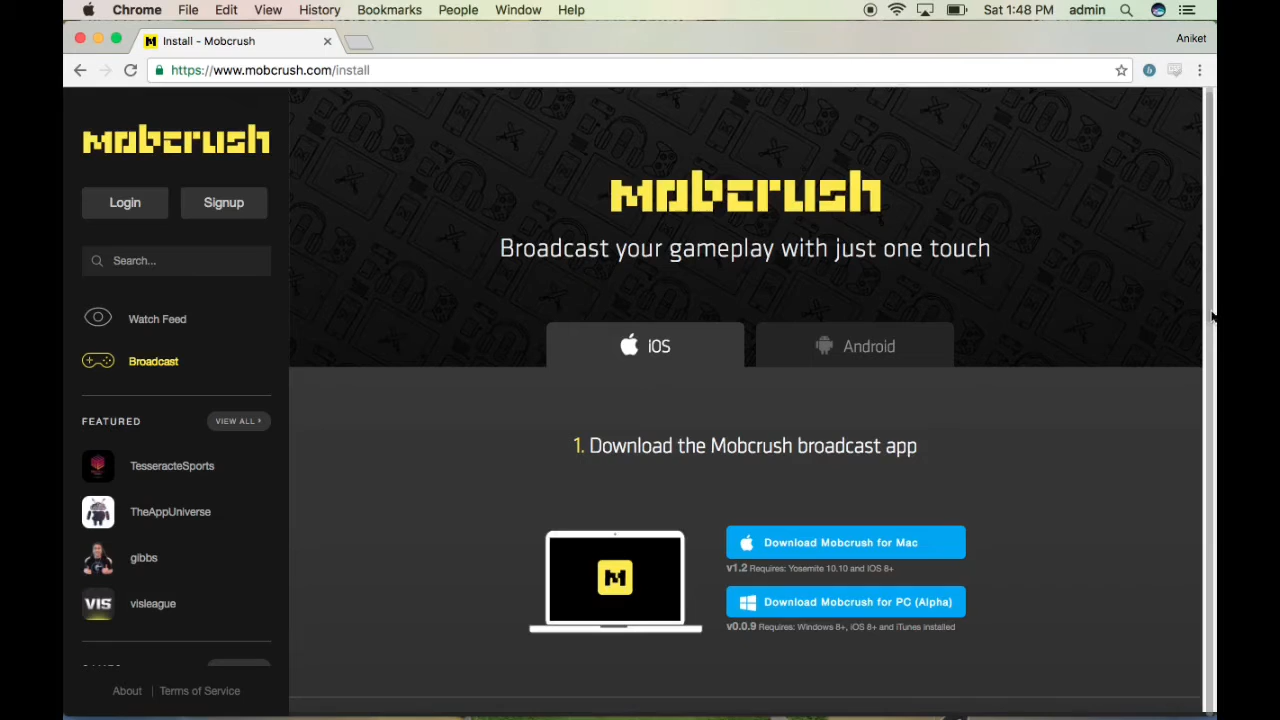 Chrome File Edit View History Bookmarks People Window Help Sat 1:48 PM admin
Install - Mobcrush Aniket
https://www.mobcrush.com/install
mobcrush
Login Signup
Search...
Watch Feed
Broadcast
FEATURED VIEW ALL
TesseracteSports
TheAppUniverse
gibbs
VIS visleague
About | Terms of Service
mobcrush
Broadcast your gameplay with just one touch
iOS Android
1. Download the Mobcrush broadcast app
M
Download Mobcrush for Mac
v1.2 Requires: Yosemite 10.10 and IOS 8+
Download Mobcrush for PC (Alpha)
v0.0.9 Requires: Windows 8+, iOS 8+ and iTunes installed